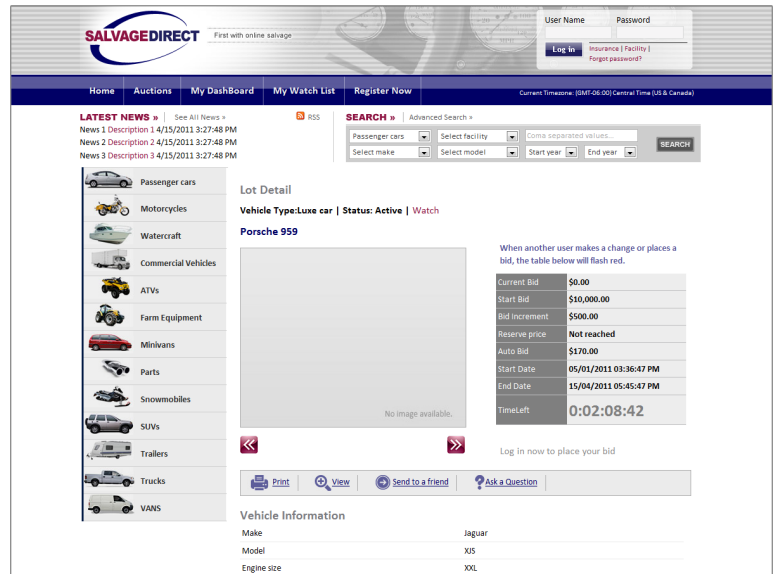 User Name Password
SALVAGEDIRECT First with online salvage
Log in Insurance | Facility |
Forgot password?
Home Auctions My DashBoard My Watch List Register Now Current Timezone: (GMT-06:00) Central Time (US & Canada)
LATEST NEWS » See All News » RSS
News 1 Description 1 4/15/2011 3:27:48 PM
News 2 Description 2 4/15/2011 3:27:48 PM
News 3 Description 3 4/15/2011 3:27:48 PM
SEARCH » Advanced Search »
Passenger cars Select facility Coma separated values...
Select make Select model Start year End year SEARCH
Passenger cars
Motorcycles
Watercraft
Commercial Vehicles
ATVs
Farm Equipment
Minivans
Parts
Snowmobiles
SUVs
Trailers
Trucks
VANS
Lot Detail
Vehicle Type:Luxe car | Status: Active | Watch
Porsche 959
No image available.
When another user makes a change or places a
bid, the table below will flash red.
Current Bid $0.00
Start Bid $10,000.00
Bid Increment $500.00
Reserve price Not reached
Auto Bid $170.00
Start Date 05/01/2011 03:36:47 PM
End Date 15/04/2011 05:45:47 PM
TimeLeft 0:02:08:42
Log in now to place your bid
Print View Send to a friend Ask a Question
Vehicle Information
Make Jaguar
Model XJS
Engine size XXL